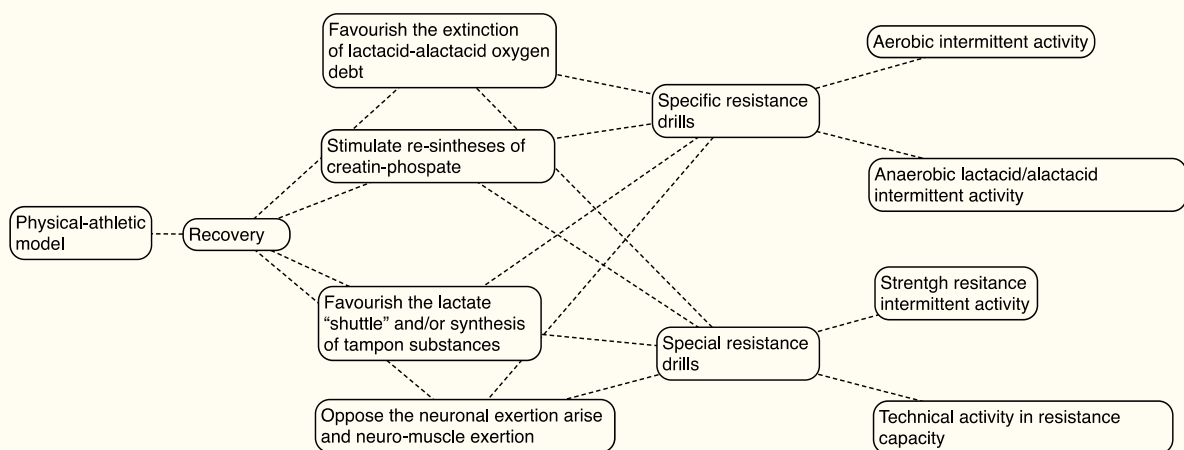 Physical-athletic
model
Recovery
Favourish the extinction
of lactacid-alactacid oxygen
debt
Stimulate re-sintheses of
creatin-phospate
Favourish the lactate
“shuttle” and/or synthesis
of tampon substances
Oppose the neuronal exertion arise
and neuro-muscle exertion
Specific resistance
drills
Special resistance
drills
Aerobic intermittent activity
Anaerobic lactacid/alactacid
intermittent activity
Strentgh resitance
intermittent activity
Technical activity in resistance
capacity